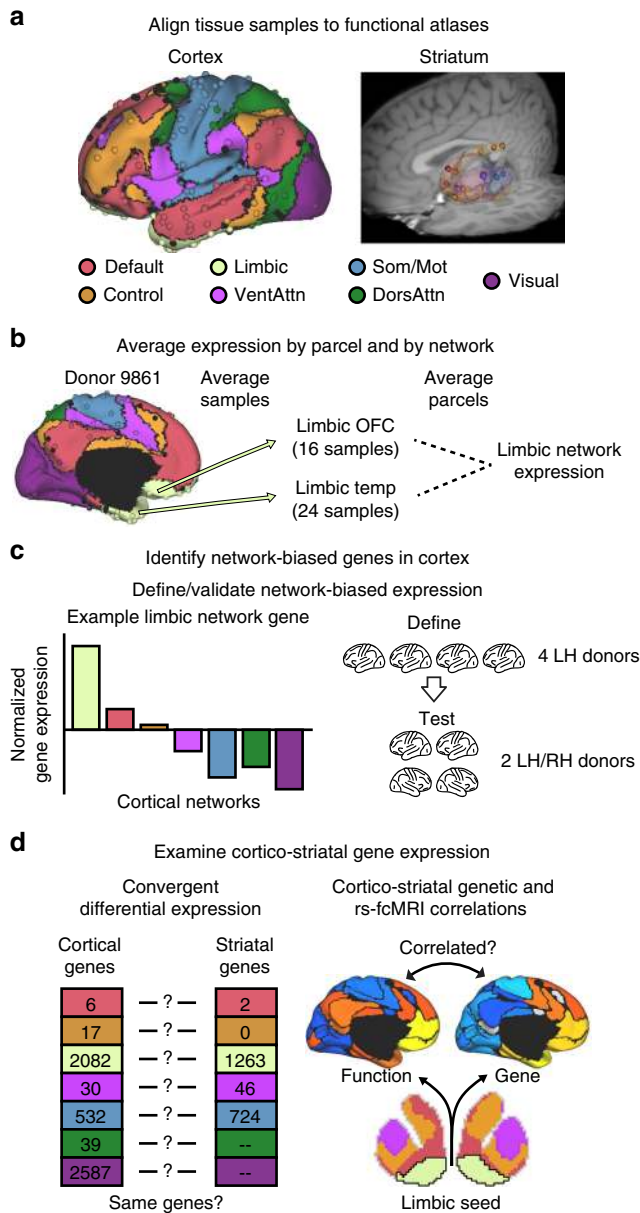 a
Align tissue samples to functional atlases
Cortex
Striatum
Default
Limbic
Som/Mot
Visual
Control
VentAttn
DorsAttn
b
Average expression by parcel and by network
Donor 9861
Average
samples
Average
parcels
Limbic OFC
(16 samples)
Limbic temp
(24 samples)
Limbic network
expression
c
Identify network-biased genes in cortex
Define/validate network-biased expression
Example limbic network gene
Normalized
gene expression
Cortical networks
Define
4 LH donors
Test
2 LH/RH donors
d
Examine cortico-striatal gene expression
Convergent
differential expression
Cortical
genes
Striatal
genes
6 — ? — 2
17 — ? — 0
2082 — ? — 1263
30 — ? — 46
532 — ? — 724
39 — ? — --
2587 — ? — --
Same genes?
Cortico-striatal genetic and
rs-fcMRI correlations
Correlated?
Function
Gene
Limbic seed